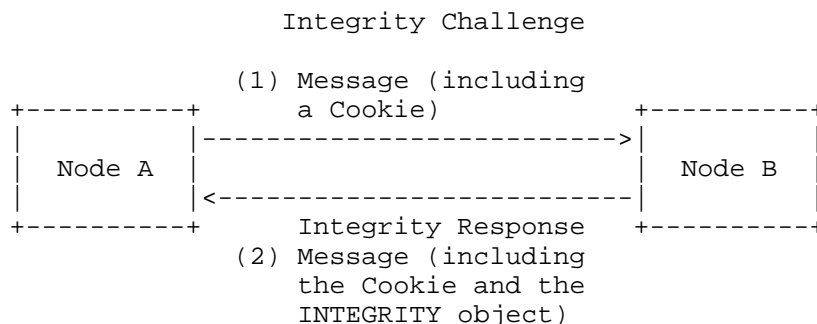 Integrity Challenge
(1) Message (including
a Cookie)
Node A
Node B
Integrity Response
(2) Message (including
the Cookie and the
INTEGRITY object)